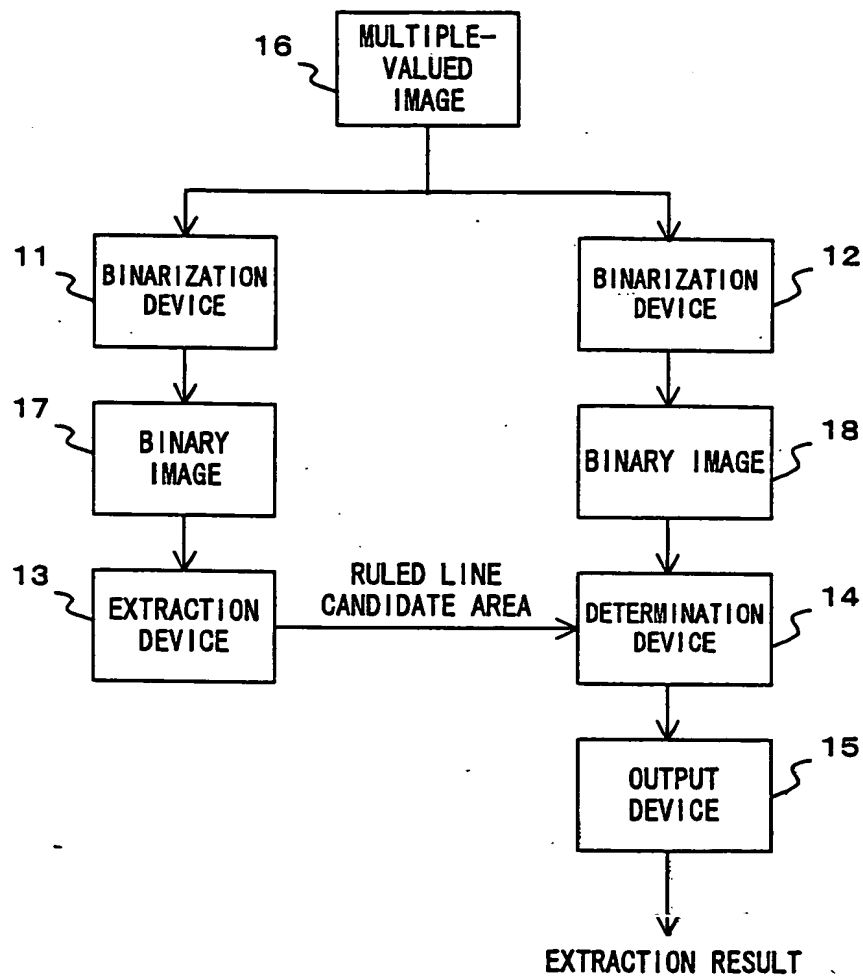 16
MULTIPLE-
VALUED
IMAGE
11
BINARIZATION
DEVICE
12
BINARIZATION
DEVICE
17
BINARY
IMAGE
18
BINARY IMAGE
13
EXTRACTION
DEVICE
RULED LINE
CANDIDATE AREA
14
DETERMINATION
DEVICE
15
OUTPUT
DEVICE
EXTRACTION RESULT